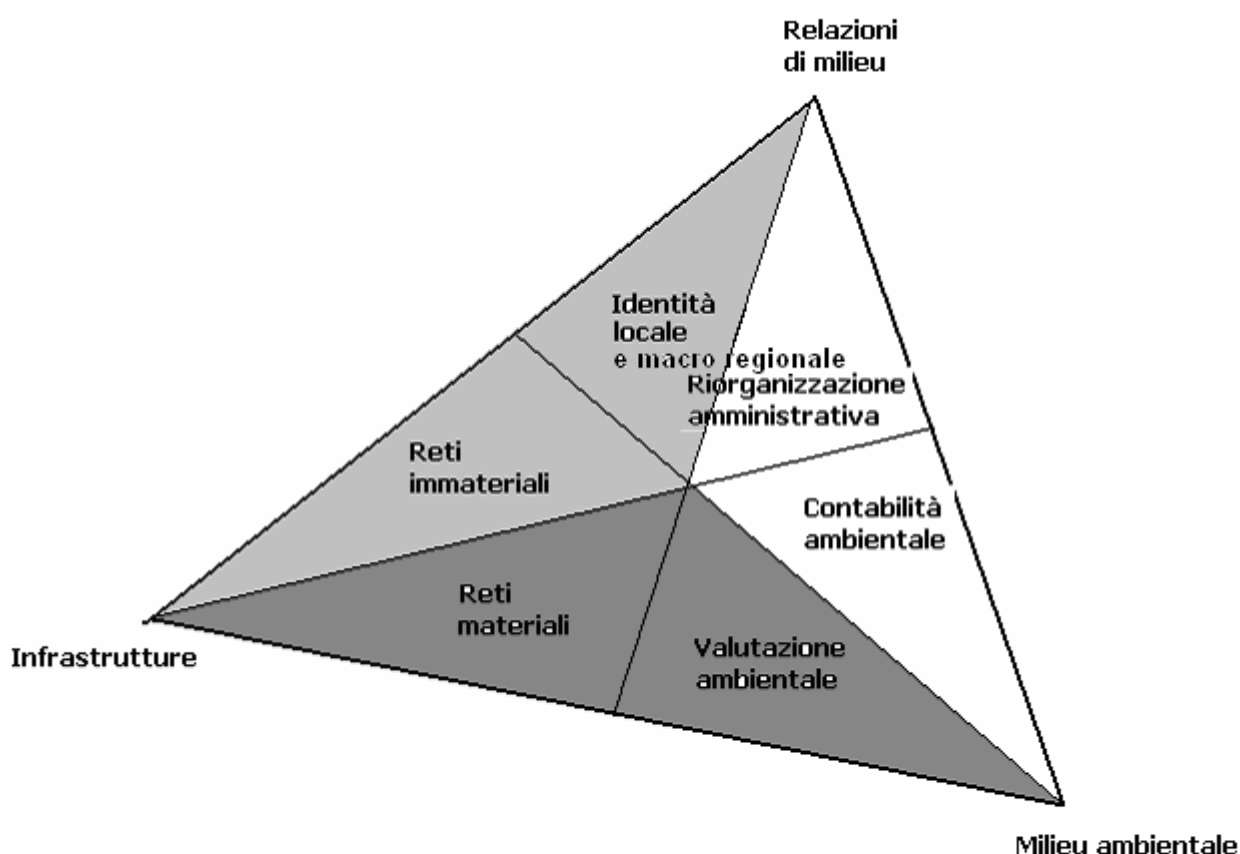 Relazioni
di milieu
Identità
locale
e macro regionale
Riorganizzazione
amministrativa
Reti
immateriali
Contabilità
ambientale
Reti
materiali
Valutazione
ambientale
Infrastrutture
Milieu ambientale